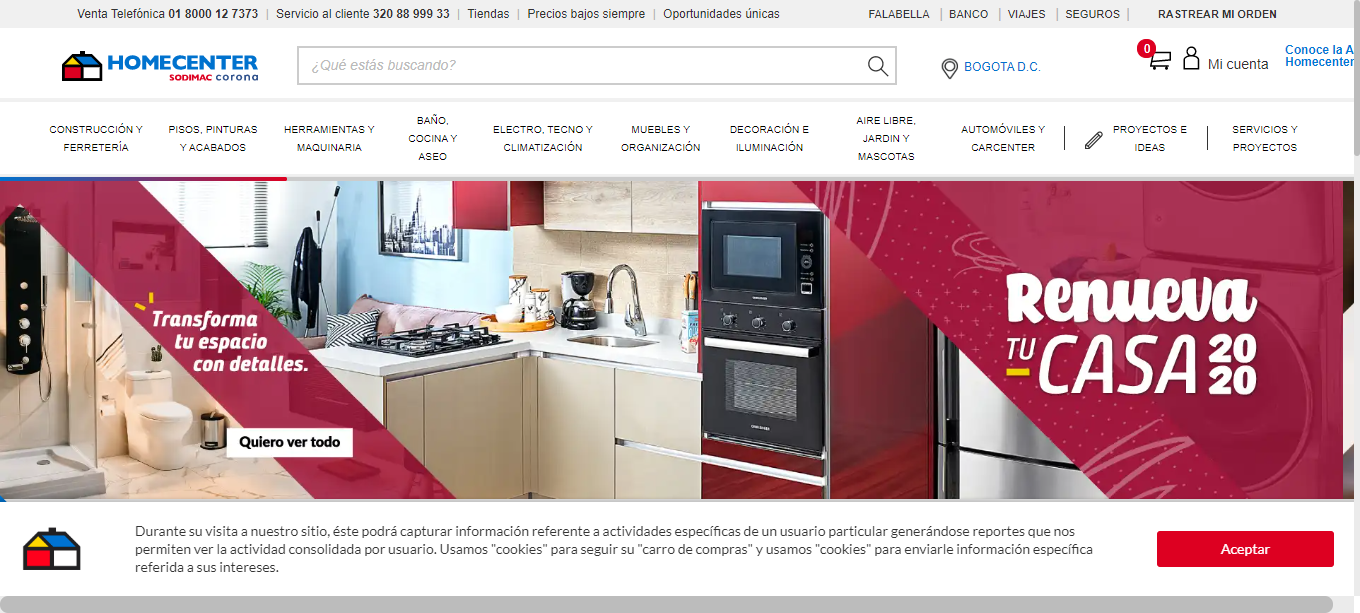 Venta Telefónica 01 8000 12 7373 | Servicio al cliente 320 88 999 33 | Tiendas | Precios bajos siempre | Oportunidades únicas FALABELLA | BANCO | VIAJES | SEGUROS | RASTREAR MI ORDEN
HOMECENTER
SODIMAC corona
¿Qué estás buscando?
BOGOTA D.C.
0
Mi cuenta
Conoce la A
Homecenter
CONSTRUCCIÓN Y
FERRETERÍA
PISOS, PINTURAS
Y ACABADOS
HERRAMIENTAS Y
MAQUINARIA
BAÑO,
COCINA Y
ASEO
ELECTRO, TECNO Y
CLIMATIZACIÓN
MUEBLES Y
ORGANIZACIÓN
DECORACIÓN E
ILUMINACIÓN
AIRE LIBRE,
JARDIN Y
MASCOTAS
AUTOMÓVILES Y
CARCENTER
PROYECTOS E
IDEAS
SERVICIOS Y
PROYECTOS
Transforma
tu espacio
con detalles.
Quiero ver todo
Renueva
TU CASA 2020
Durante su visita a nuestro sitio, éste podrá capturar información referente a actividades específicas de un usuario particular generándose reportes que nos
permiten ver la actividad consolidada por usuario. Usamos "cookies" para seguir su "carro de compras" y usamos "cookies" para enviarle información específica
referida a sus intereses.
Aceptar